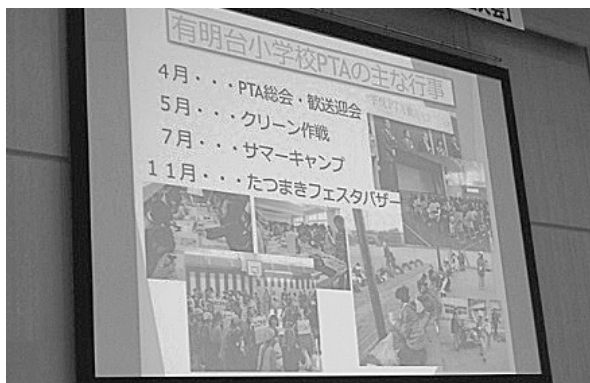 大会」
有明台小学校PTAの主な行事
4月・・・PTA総会・歓送迎会
5月・・・クリーン作戦
7月・・・サマーキャンプ
11月・・・たつまきフェスタバザー